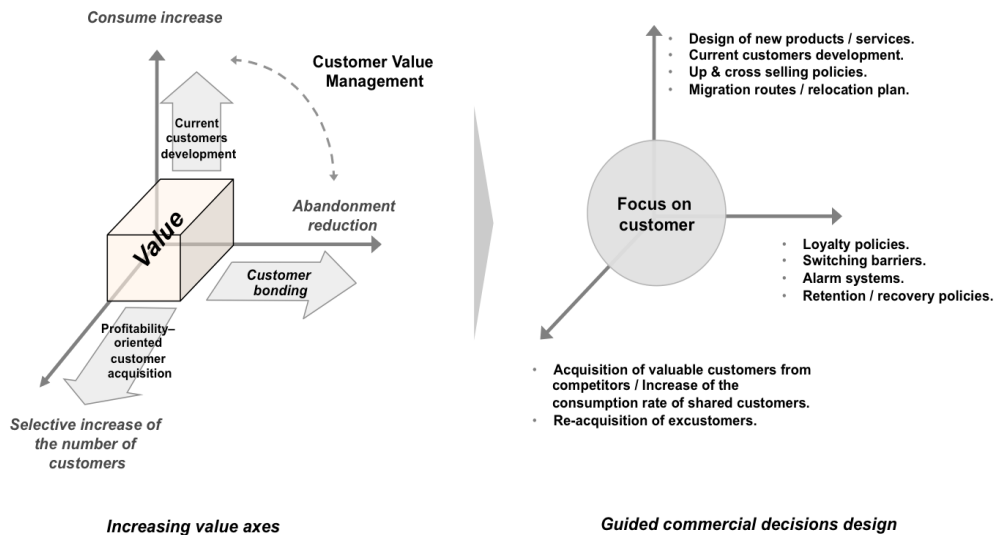 Consume increase
Customer Value
Management
Current
customers
development
Abandonment
reduction
Value
Customer
bonding
Profitability–
oriented
customer
acquisition
Selective increase of
the number of
customers
Increasing value axes
• Design of new products / services.
• Current customers development.
• Up & cross selling policies.
• Migration routes / relocation plan.
Focus on
customer
• Loyalty policies.
• Switching barriers.
• Alarm systems.
• Retention / recovery policies.
• Acquisition of valuable customers from
competitors / Increase of the
consumption rate of shared customers.
• Re-acquisition of excustomers.
Guided commercial decisions design